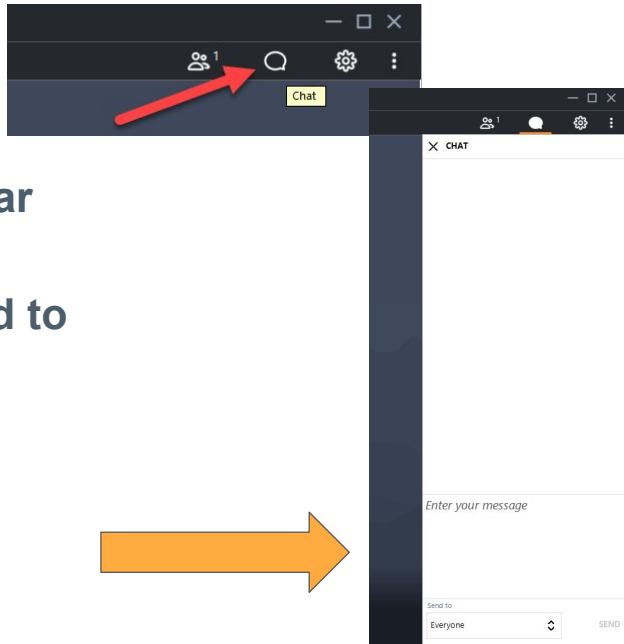 1
Chat
1
CHAT
ar
d to
Enter your message
Send to
Everyone
SEND